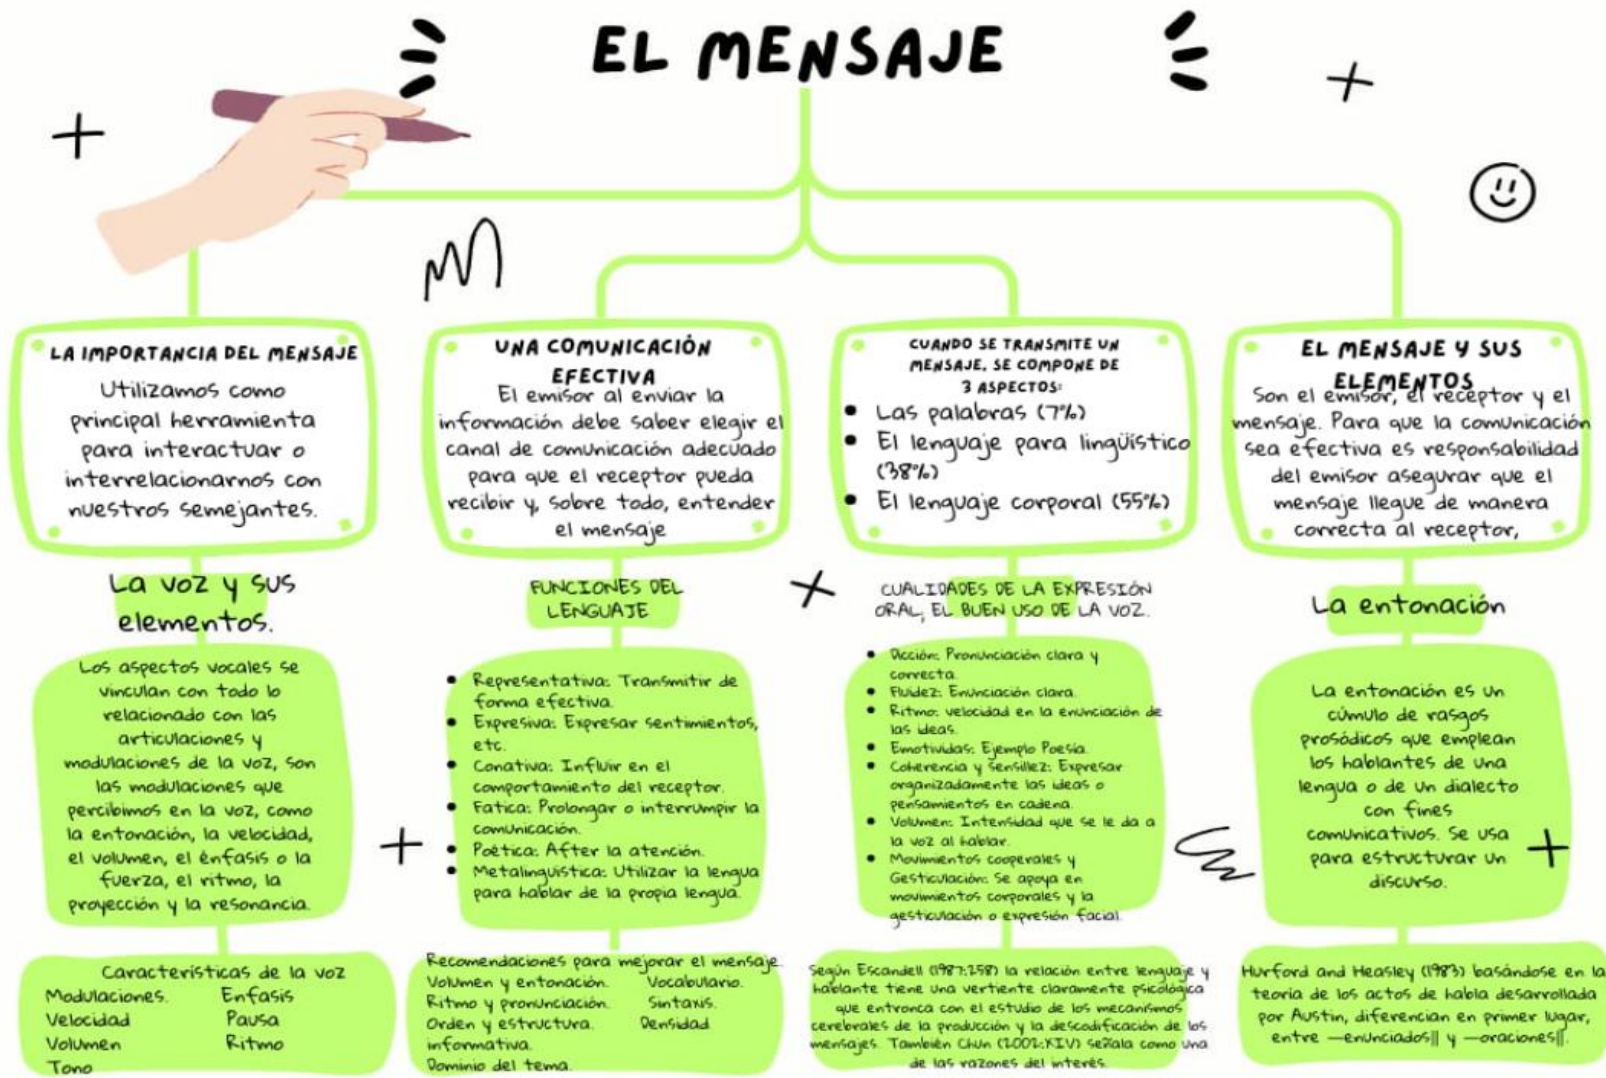 EL MENSAJE
LA IMPORTANCIA DEL MENSAJE
Utilizamos como
principal herramienta
para interactuar o
interrelacionarnos con
nuestros semejantes.
La voz y sus
elementos.
Los aspectos vocales se
vinculan con todo lo
relacionado con las
articulaciones y
modulaciones de la voz, son
las modulaciones que
percibimos en la voz, como
la entonación, la velocidad,
el volumen, el énfasis o la
fuerza, el ritmo, la
proyección y la resonancia.
Características de la voz
Modulaciones. Enfasis
Velocidad Pausa
Volumen Ritmo
Tono
UNA COMUNICACIÓN
EFECTIVA
El emisor al enviar la
información debe saber elegir el
canal de comunicación adecuado
para que el receptor pueda
recibir y, sobre todo, entender
el mensaje
FUNCIONES DEL
LENGUAJE
• Representativa: Transmitir de
forma efectiva.
• Expresiva: Expresar sentimientos,
etc.
• Conativa: Influir en el
comportamiento del receptor.
• Fatica: Prolongar o interrumpir la
comunicación.
• Poética: After la atención.
• Metalinguistica: Utilizar la lengua
para hablar de la propia lengua.
Recomendaciones para mejorar el mensaje.
Volumen y entonación. Vocabulario.
Ritmo y pronunciación. Sintaxis.
Orden y estructura. Densidad
informativa.
Dominio del tema.
CUANDO SE TRANSMITE UN
MENSAJE, SE COMPONE DE
3 ASPECTOS:
• Las palabras (7%)
• El lenguaje para lingüístico
(38%)
• El lenguaje corporal (55%)
CUALIDADES DE LA EXPRESIÓN
ORAL, EL BUEN USO DE LA VOZ.
• Dicción: Pronunciación clara y
correcta.
• Fluidez: Enunciación clara.
• Ritmo: velocidad en la enunciación de
las ideas.
• Emotividas: Ejemplo Poesía.
• Coherencia y Sensillez: Expresar
organizadamente las ideas o
pensamientos en cadena.
• Volumen: Intensidad que se le da a
la voz al hablar.
• Movimientos cooperales y
Gesticulación: Se apoya en
movimientos corporales y la
gesticulación o expresión facial.
Según Escandell (1987:258) la relación entre lenguaje y
hablante tiene una vertiente claramente psicológica
que entronca con el estudio de los mecanismos
cerebrales de la producción y la descodificación de los
mensajes. También Chun (2002:XIV) señala como una
de las razones del interés.
EL MENSAJE Y SUS
ELEMENTOS
Son el emisor, el receptor y el
mensaje. Para que la comunicación
sea efectiva es responsabilidad
del emisor asegurar que el
mensaje llegue de manera
correcta al receptor,
La entonación
La entonación es un
cúmulo de rasgos
prosódicos que emplean
los hablantes de una
lengua o de un dialecto
con fines
comunicativos. Se usa
para estructurar un
discurso.
Hurford and Heasley (1983) basándose en la
teoría de los actos de habla desarrollada
por Austin, diferencian en primer lugar,
entre ―enunciados‖ y ―oraciones‖.